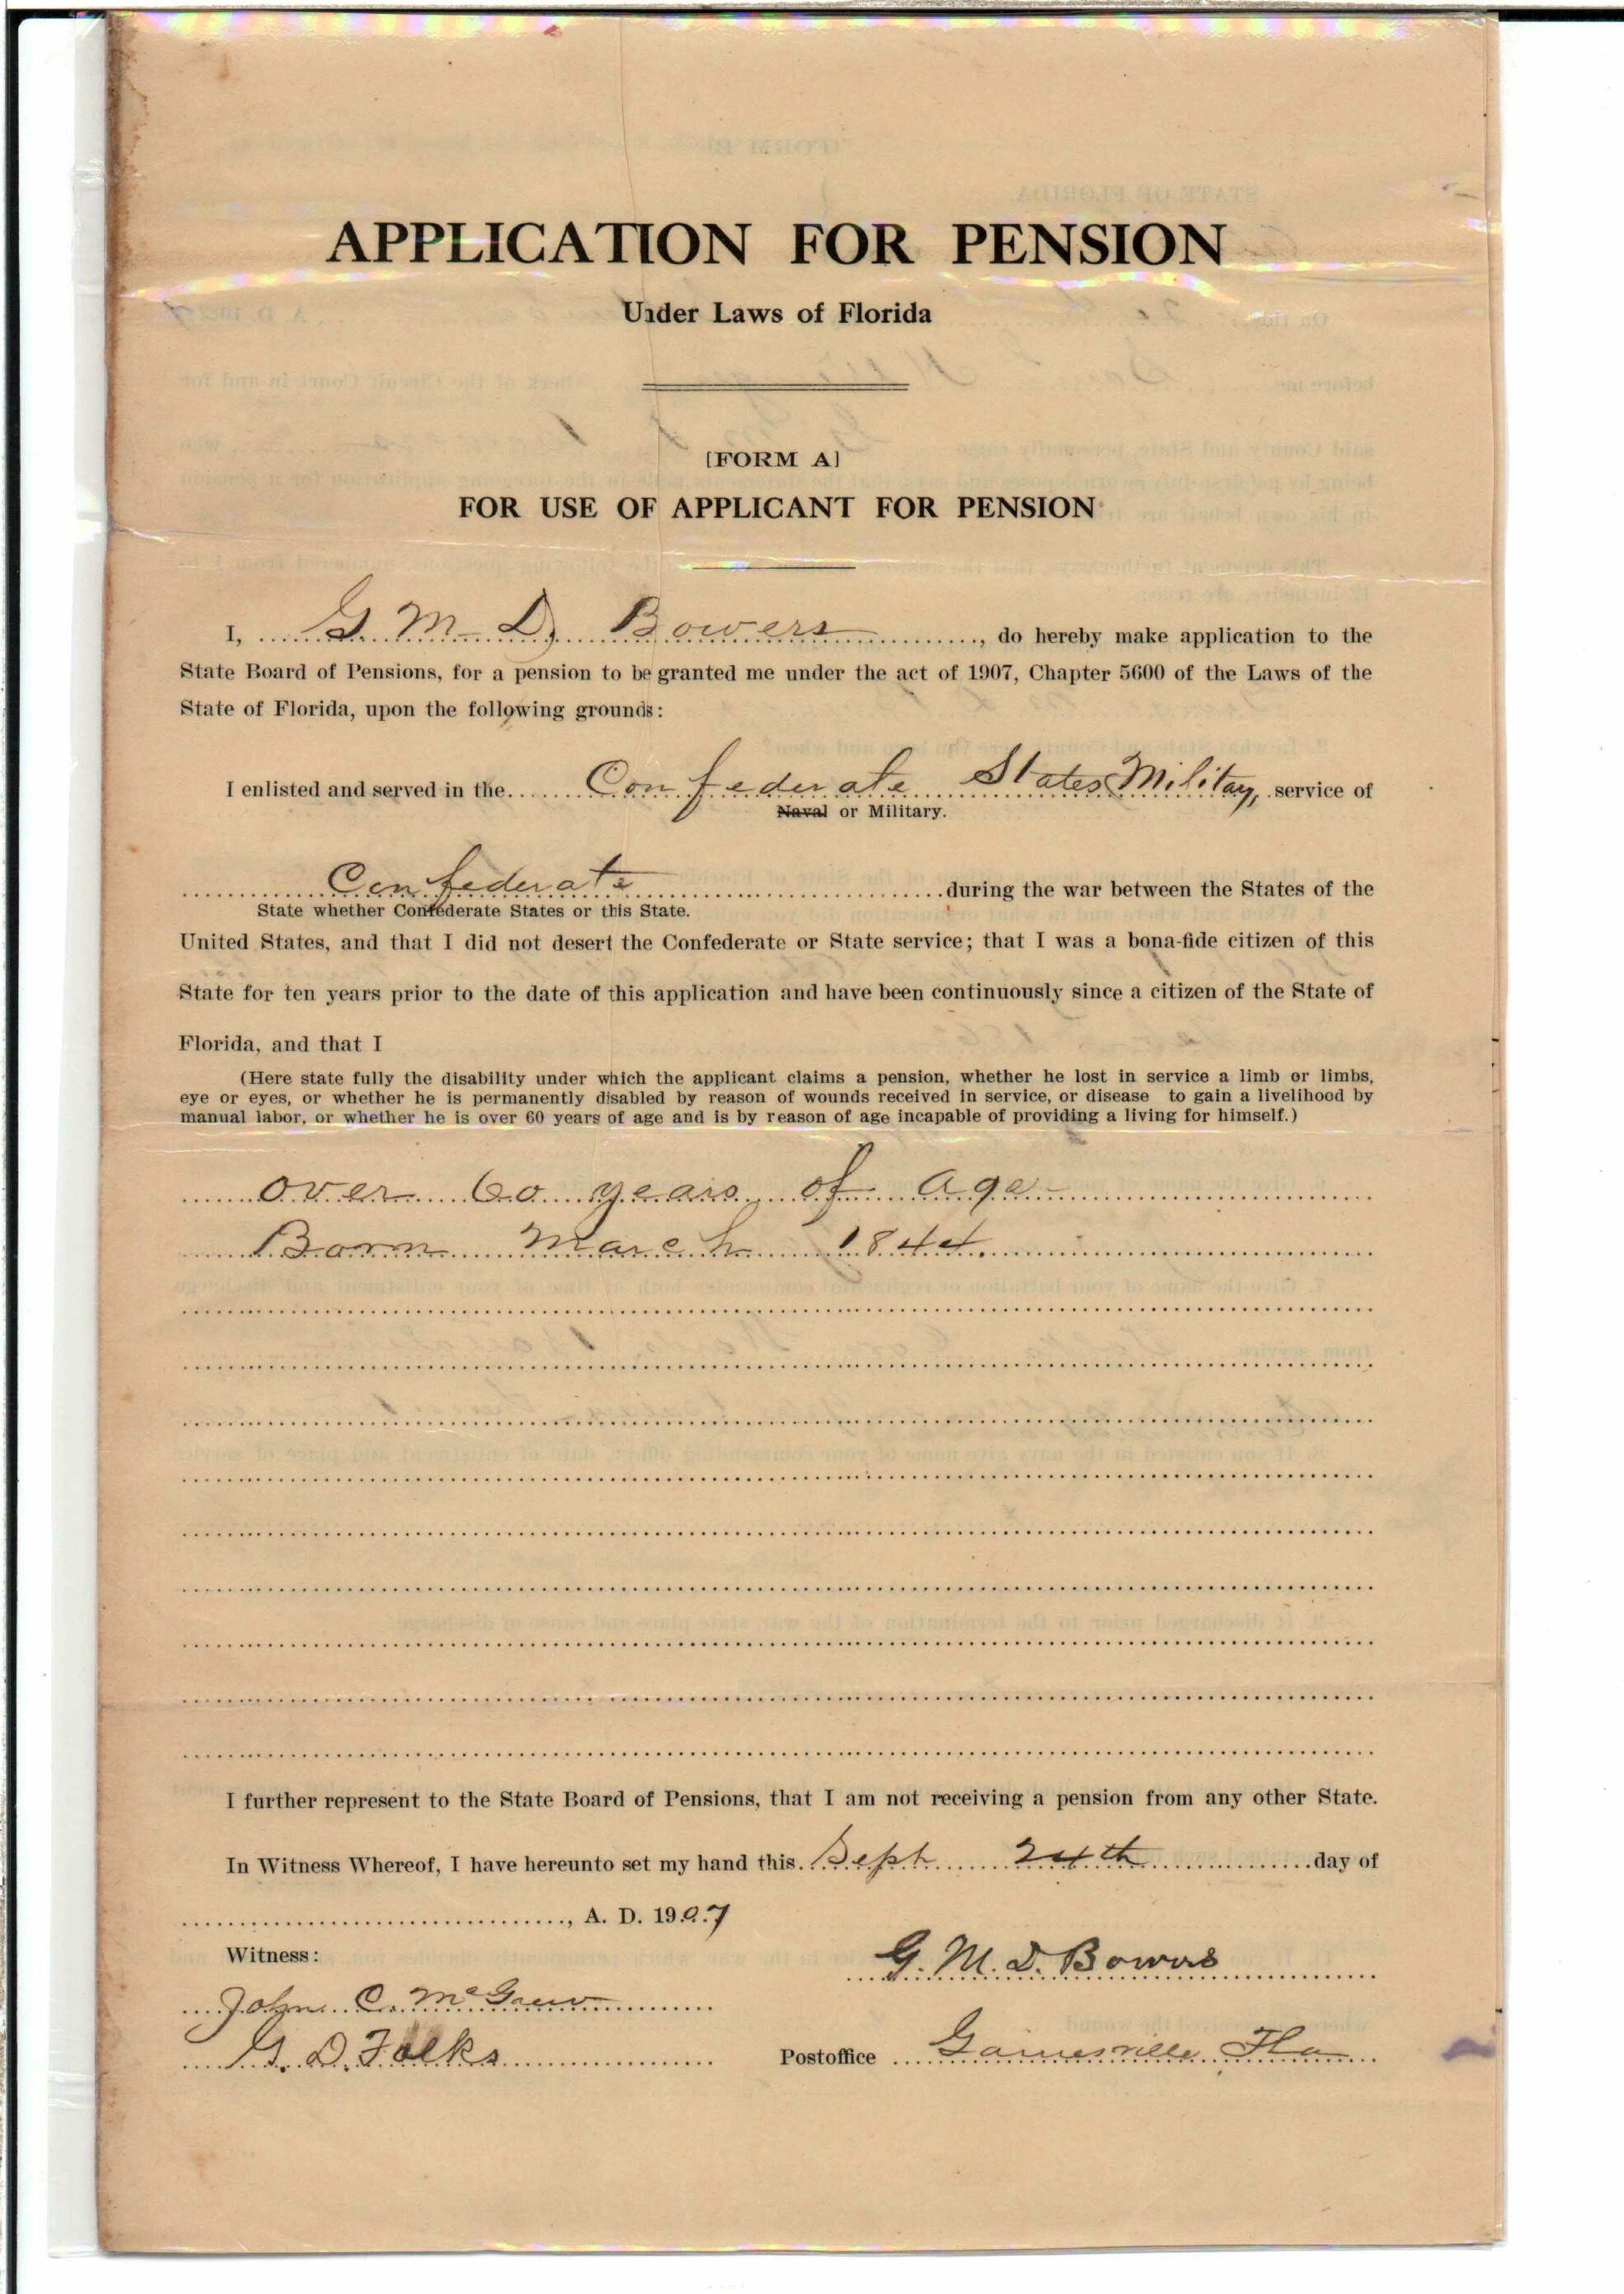 APPLICATION FOR PENSION
Under Laws of Florida
[FORM A]
FOR USE OF APPLICANT FOR PENSION
I, G. M. D. Bowers, do hereby make application to the
State Board of Pensions, for a pension to be granted me under the act of 1907, Chapter 5600 of the Laws of the
State of Florida, upon the following grounds:
I enlisted and served in the Confederate States Military, service of
Naval or Military.
Confederate during the war between the States of the
State whether Confederate States or this State.
United States, and that I did not desert the Confederate or State service; that I was a bona-fide citizen of this
State for ten years prior to the date of this application and have been continuously since a citizen of the State of
Florida, and that I
(Here state fully the disability under which the applicant claims a pension, whether he lost in service a limb or limbs,
eye or eyes, or whether he is permanently disabled by reason of wounds received in service, or disease to gain a livelihood by
manual labor, or whether he is over 60 years of age and is by reason of age incapable of providing a living for himself.)
over 60 years of age
Born March 1844.
I further represent to the State Board of Pensions, that I am not receiving a pension from any other State.
In Witness Whereof, I have hereunto set my hand this Sept 24th day of
, A. D. 1907
Witness:
G. M. D. Bowers
John C. McGrew
G. D. Folks
Postoffice Gainesville Fla